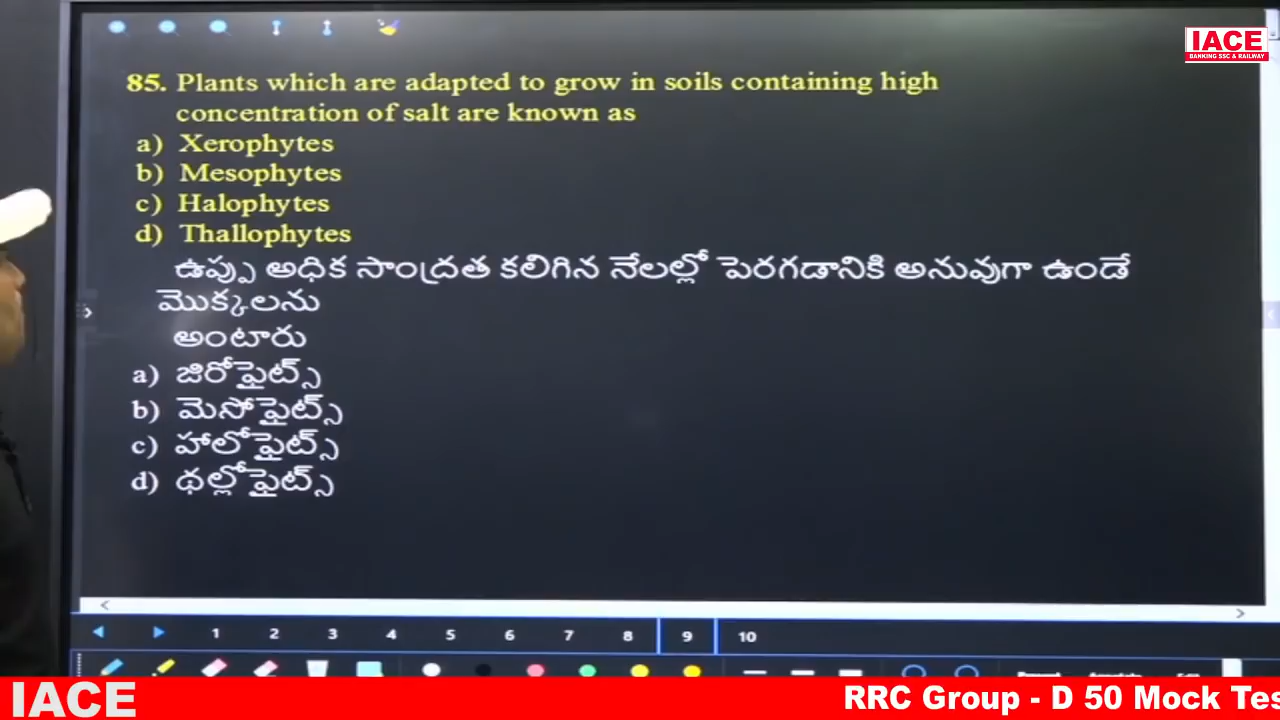 IACE
BANKING SSC & RAILWAY
85. Plants which are adapted to grow in soils containing high
concentration of salt are known as
a) Xerophytes
b) Mesophytes
c) Halophytes
d) Thallophytes
ఉప్పు అధిక సాంద్రత కలిగిన నేలల్లో పెరగడానికి అనువుగా ఉండే
మొక్కలను
అంటారు
a) జిరోఫైట్స్
b) మెసోఫైట్స్
c) హాలోఫైట్స్
d) థల్లోఫైట్స్
1 2 3 4 5 6 7 8 9 10
IACE
RRC Group - D 50 Mock Tes